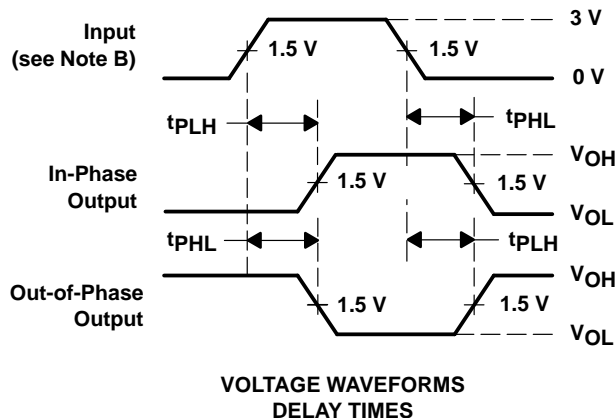 Input
(see Note B)
1.5 V
1.5 V
3 V
0 V
tPLH
tPHL
In-Phase
Output
1.5 V
1.5 V
VOH
VOL
tPHL
tPLH
Out-of-Phase
Output
1.5 V
1.5 V
VOH
VOL
VOLTAGE WAVEFORMS
DELAY TIMES